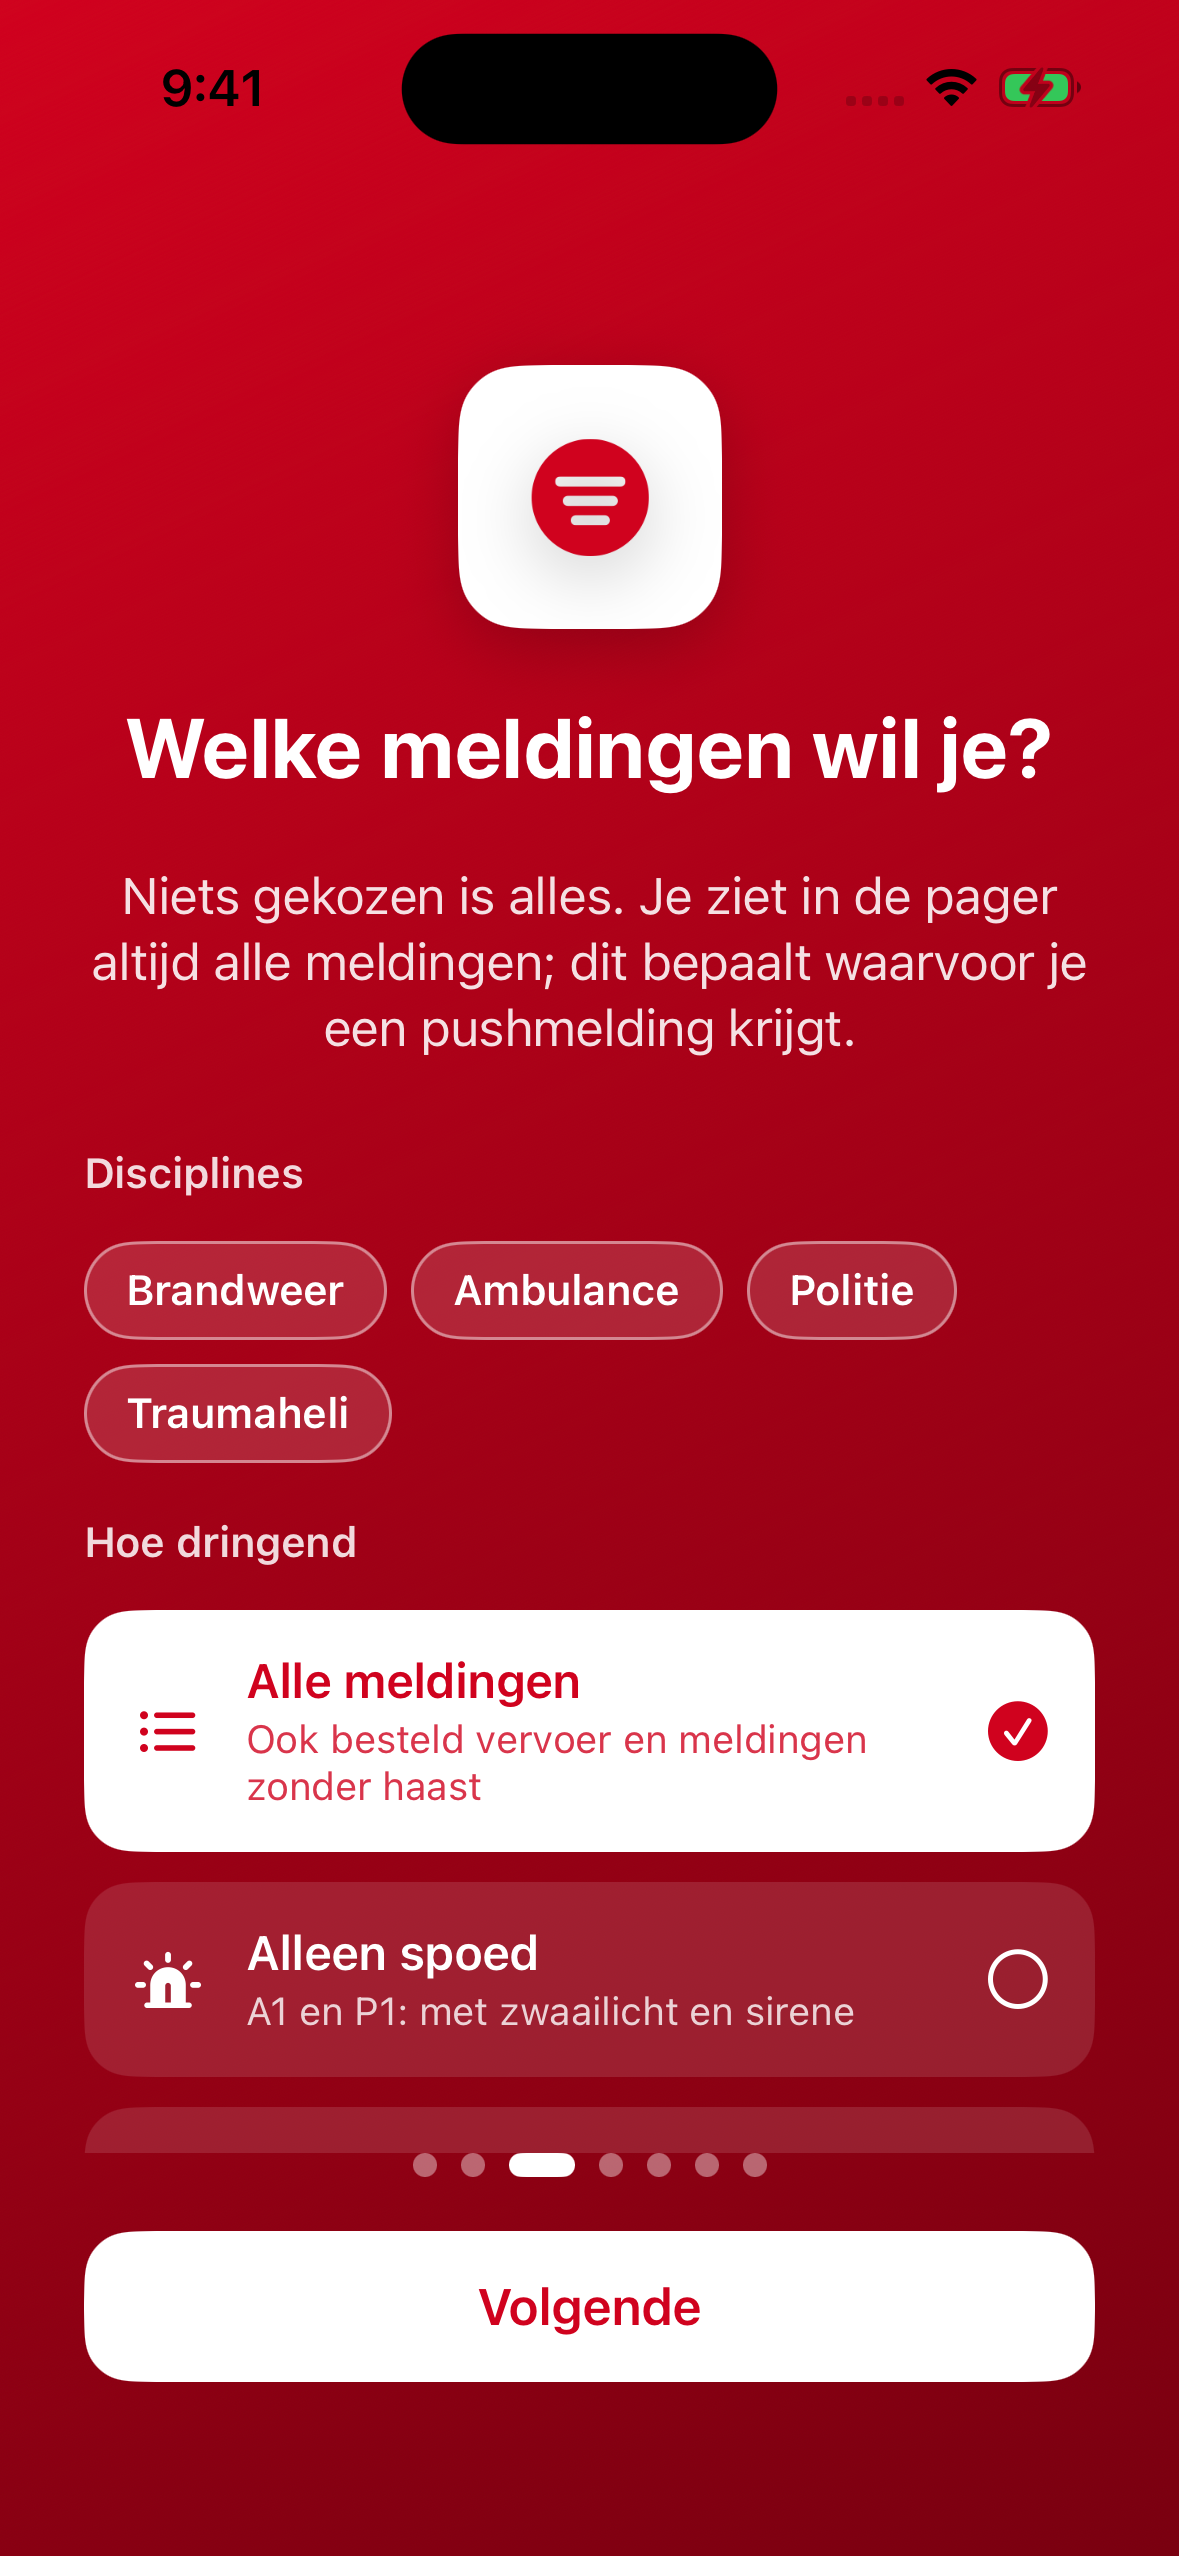 9:41
Welke meldingen wil je?
Niets gekozen is alles. Je ziet in de pager
altijd alle meldingen; dit bepaalt waarvoor je
een pushmelding krijgt.
Disciplines
Brandweer Ambulance Politie
Traumaheli
Hoe dringend
Alle meldingen
Ook besteld vervoer en meldingen
zonder haast
Alleen spoed
A1 en P1: met zwaailicht en sirene
Volgende